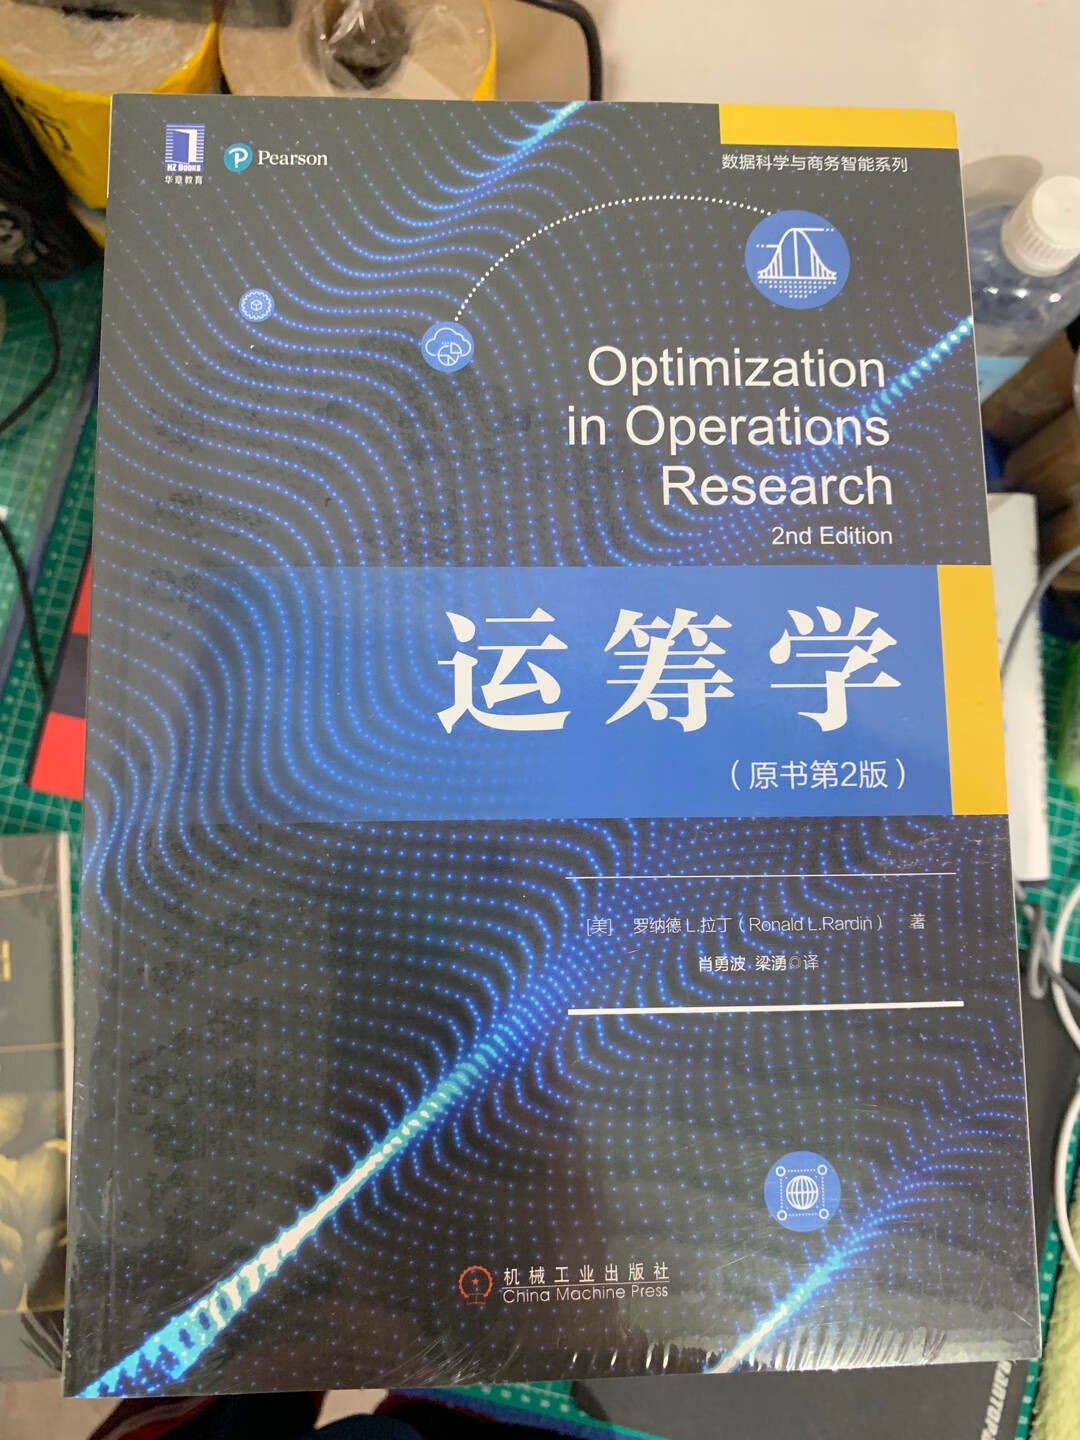 HZ Books
华章教育
Pearson
数据科学与商务智能系列
Optimization
in Operations
Research
2nd Edition
运筹学
（原书第2版）
[美] 罗纳德 L.拉丁（Ronald L.Rardin） 著
肖勇波 梁湧◎译
机械工业出版社
China Machine Press